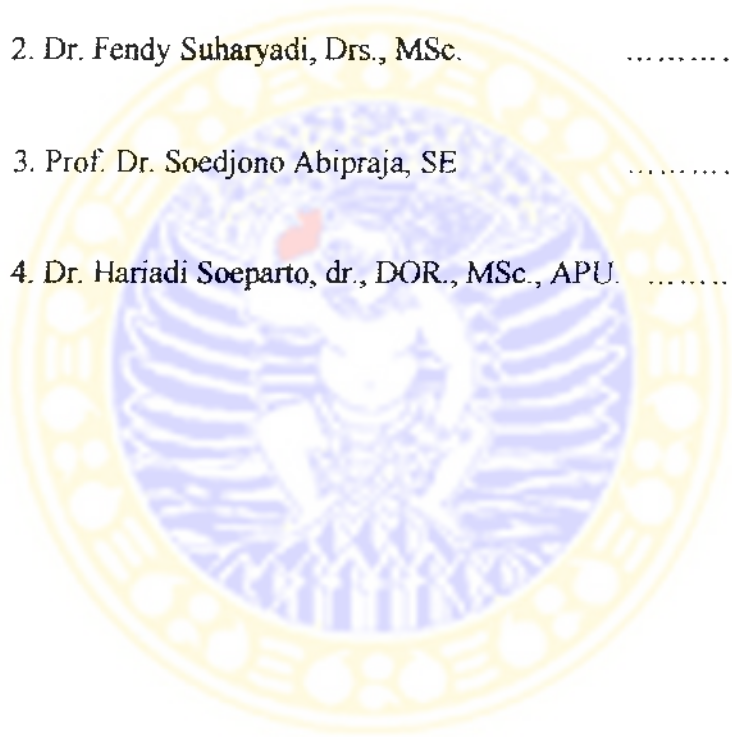 2. Dr. Fendy Suharyadi, Drs., MSc. ..........
3. Prof. Dr. Soedjono Abipraja, SE ..........
4. Dr. Hariadi Soeparto, dr., DOR., MSc., APU. ........